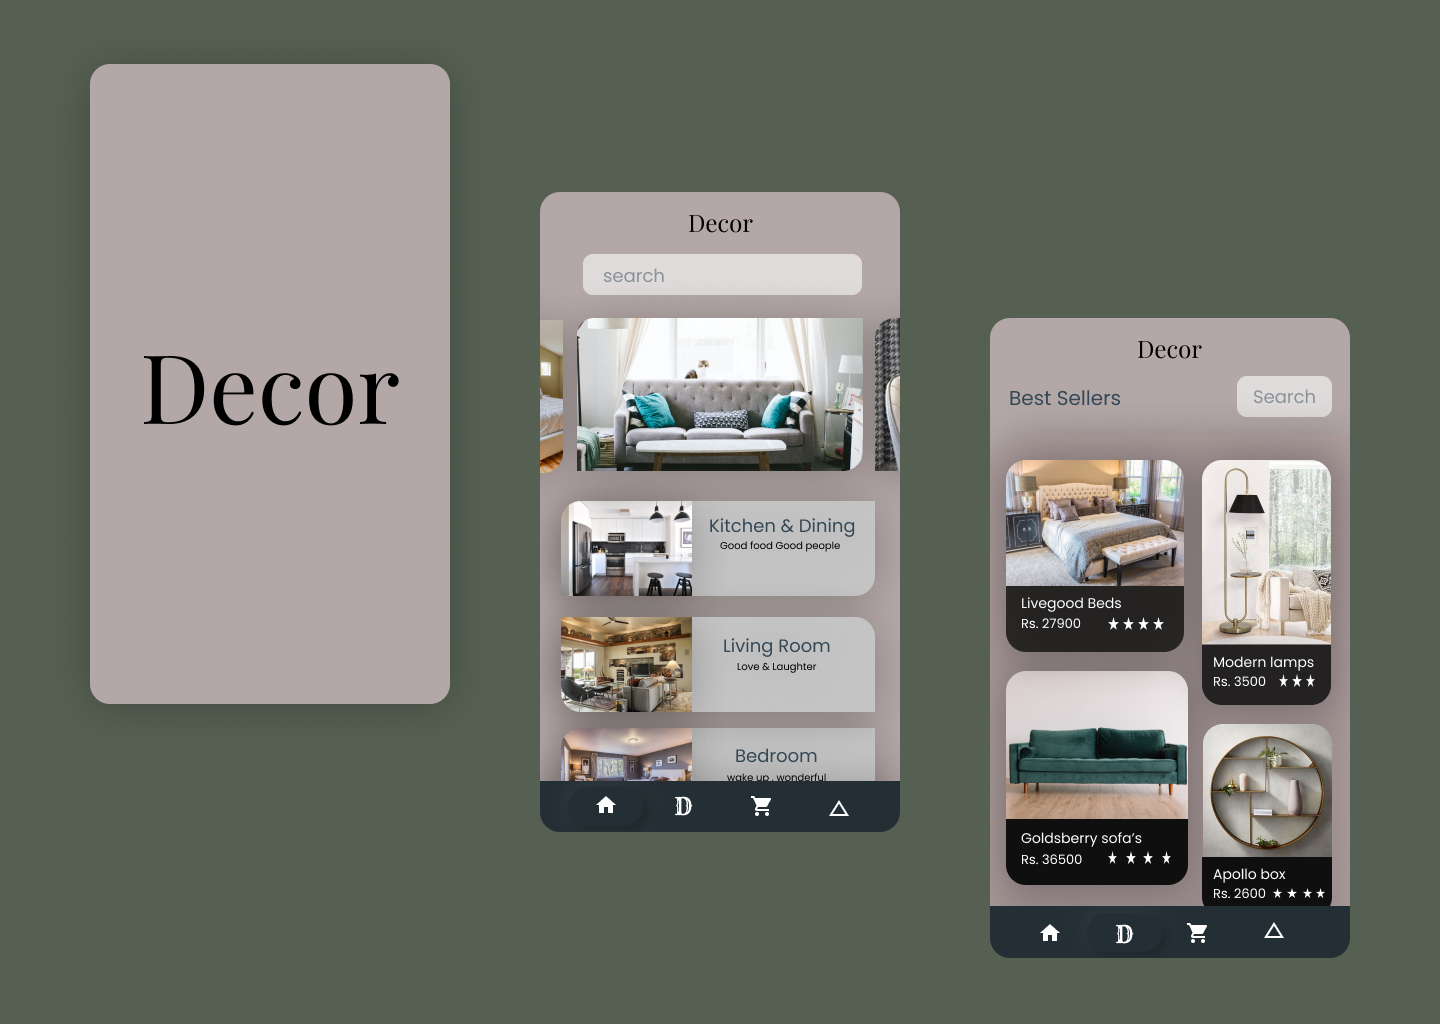 Decor
Decor
search
Kitchen & Dining
Good food Good people
Living Room
Love & Laughter
Bedroom
wake up , wonderful
D
Decor
Best Sellers
Search
Livegood Beds
Rs. 27900
Modern lamps
Rs. 3500
Goldsberry sofa’s
Rs. 36500
Apollo box
Rs. 2600
D